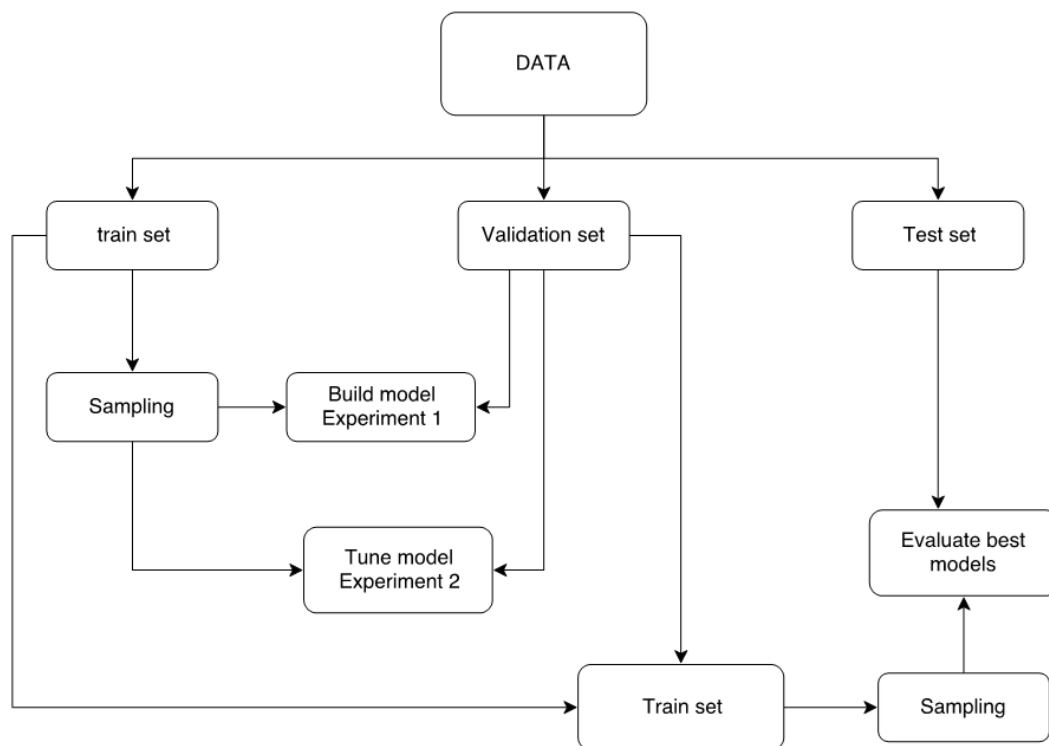 DATA
train set
Validation set
Test set
Sampling
Build model
Experiment 1
Tune model
Experiment 2
Evaluate best
models
Train set
Sampling